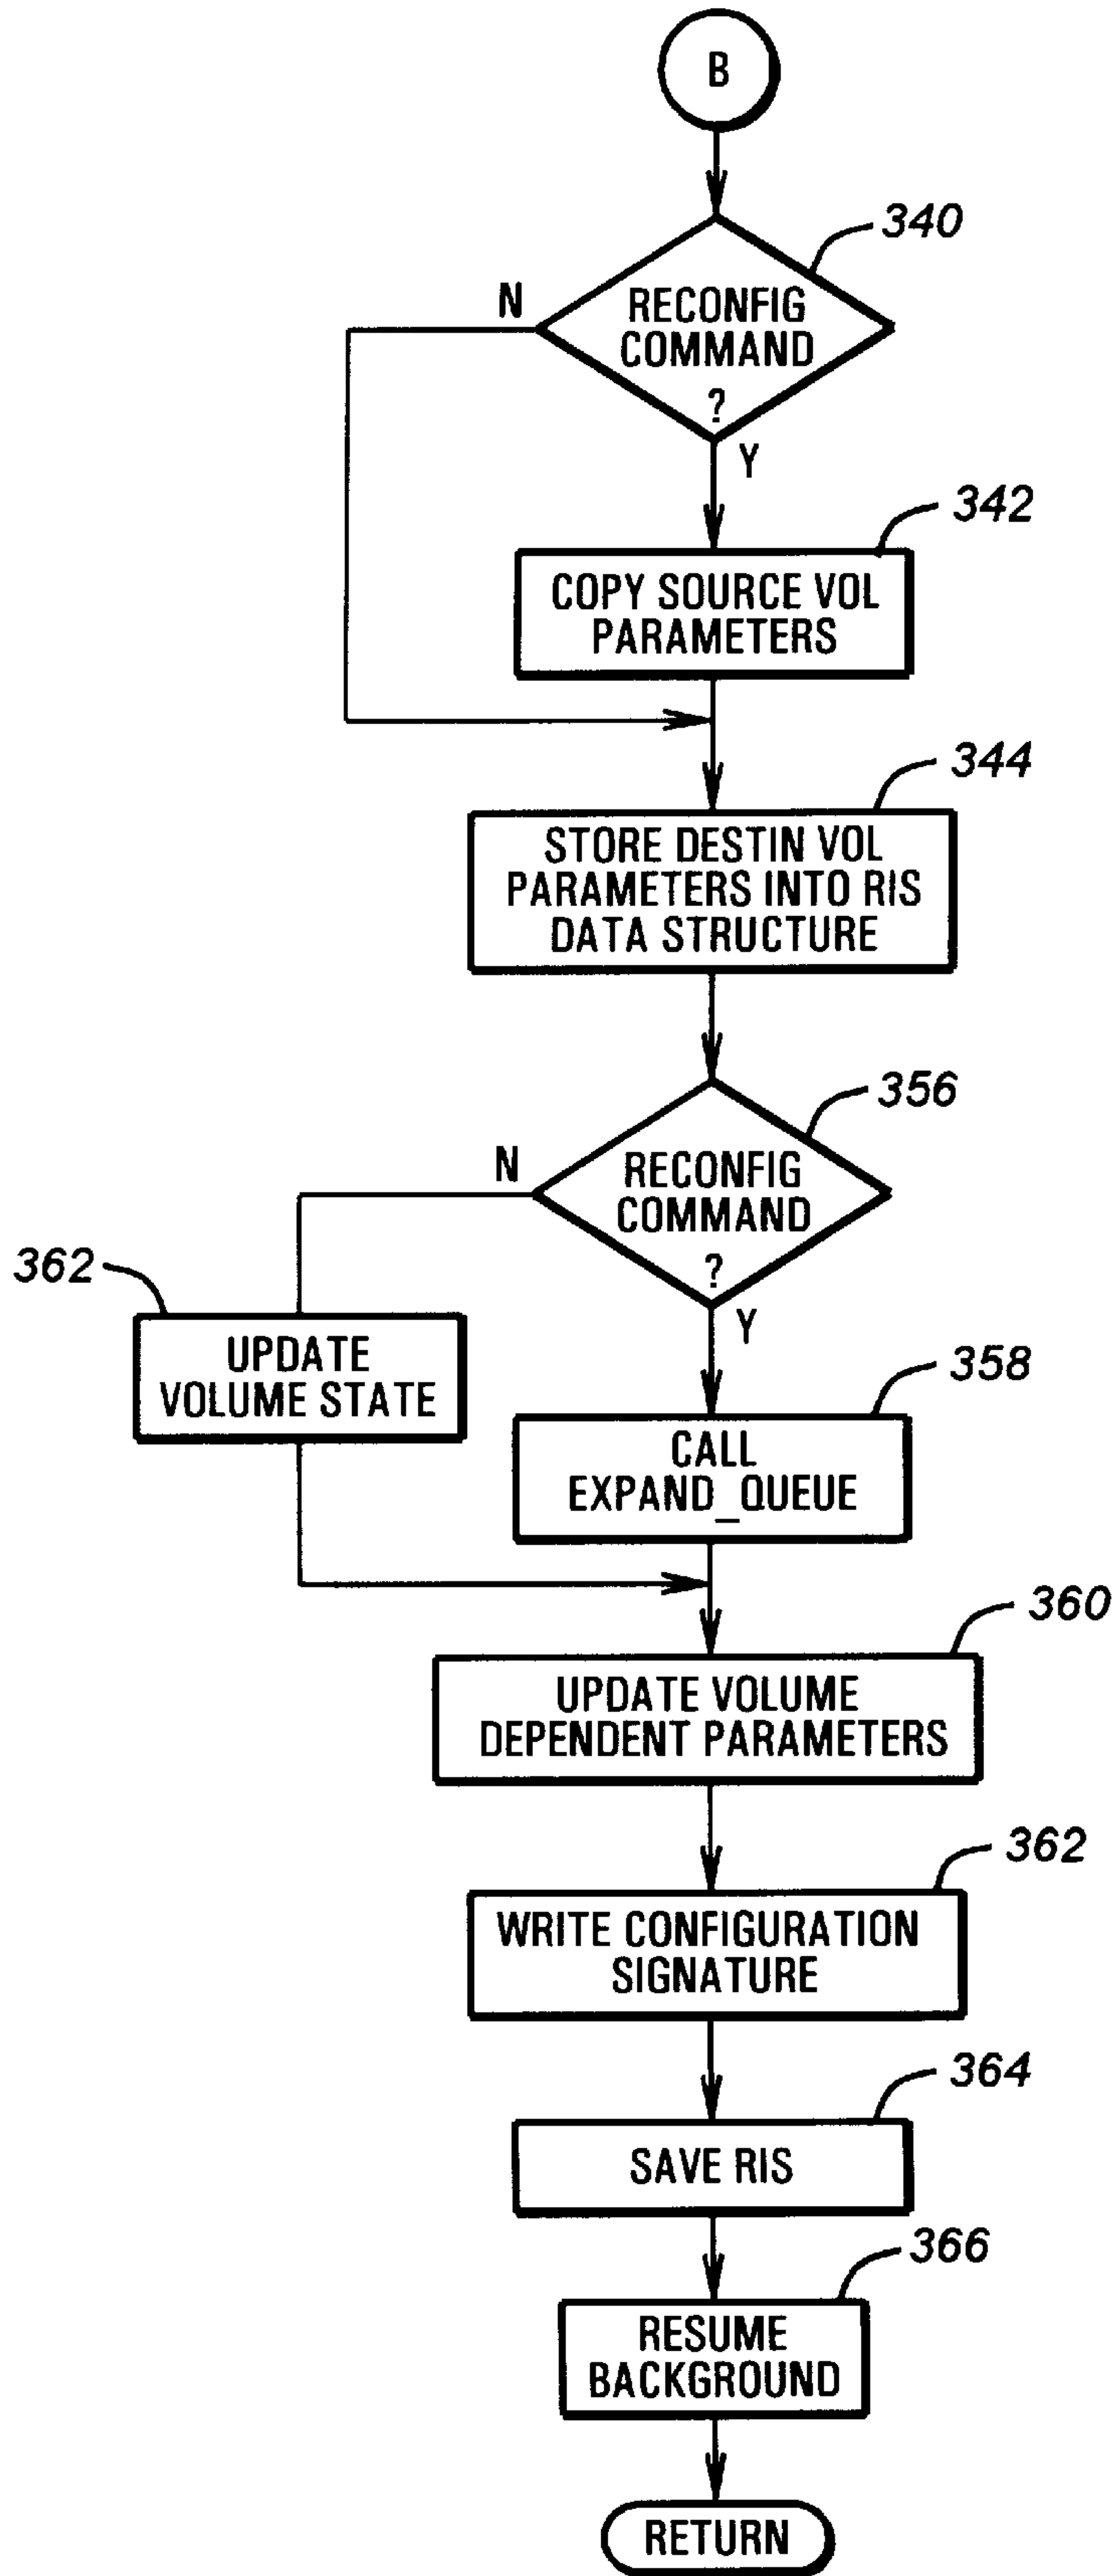 B
340
N
RECONFIG
COMMAND
?
Y
342
COPY SOURCE VOL
PARAMETERS
344
STORE DESTIN VOL
PARAMETERS INTO RIS
DATA STRUCTURE
356
N
RECONFIG
COMMAND
?
Y
362
UPDATE
VOLUME STATE
358
CALL
EXPAND_QUEUE
360
UPDATE VOLUME
DEPENDENT PARAMETERS
362
WRITE CONFIGURATION
SIGNATURE
364
SAVE RIS
366
RESUME
BACKGROUND
RETURN